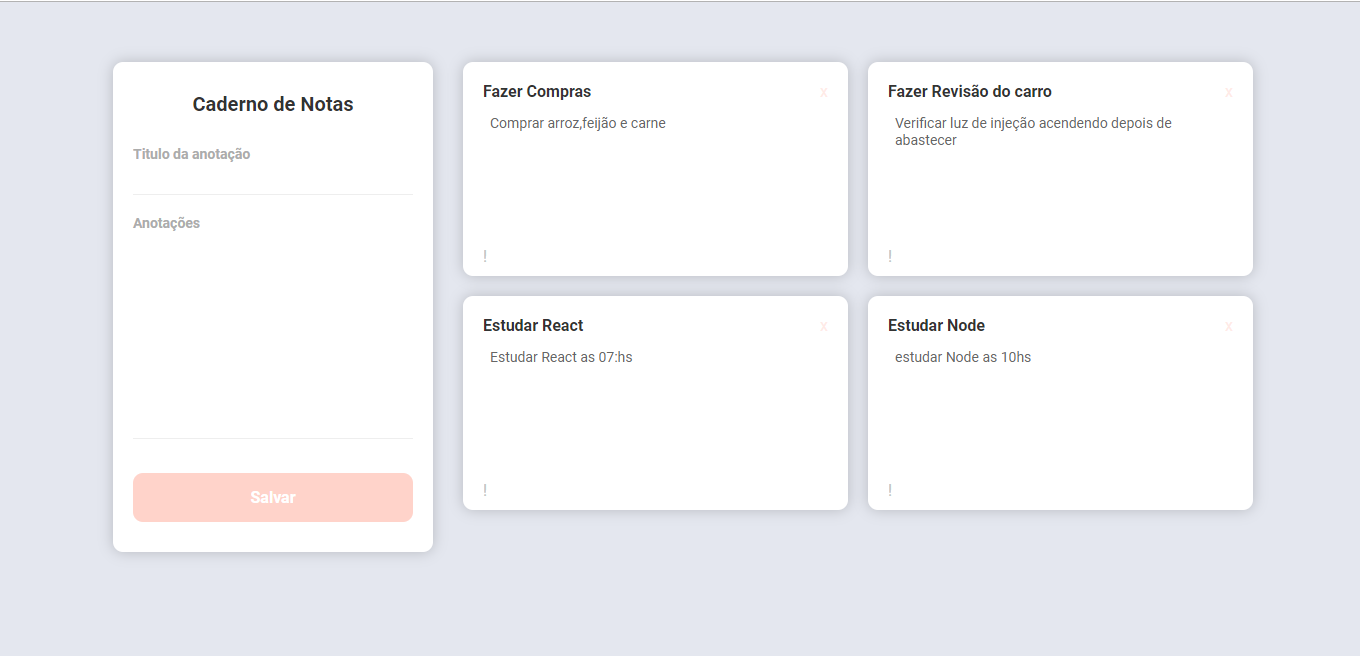 Caderno de Notas
Titulo da anotação
Anotações
Salvar
Fazer Compras
x
Comprar arroz,feijão e carne
!
Fazer Revisão do carro
x
Verificar luz de injeção acendendo depois de
abastecer
!
Estudar React
x
Estudar React as 07:hs
!
Estudar Node
x
estudar Node as 10hs
!